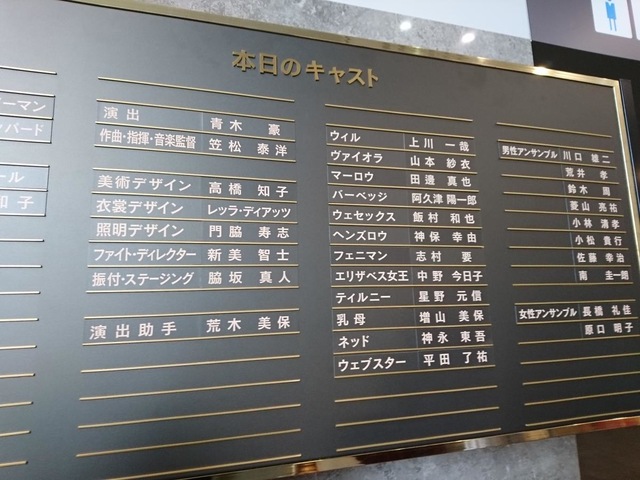 本日のキャスト
ーマン
バード
ール
和子
演出 青木 豪
作曲・指揮・音楽監督 笠松 泰洋
美術デザイン 高橋 知子
衣裳デザイン レッラ・ディアッツ
照明デザイン 門脇 寿志
ファイト・ディレクター 新美 智士
振付・ステージング 脇坂 真人
演出助手 荒木 美保
ウィル 上川 一哉
ヴァイオラ 山本 紗衣
マーロウ 田邊 真也
バーベッジ 阿久津 陽一郎
ウェセックス 飯村 和也
ヘンズロウ 神保 幸由
フェニマン 志村 要
エリザベス女王 中野 今日子
ティルニー 星野 元信
乳母 増山 美保
ネッド 神永 東吾
ウェブスター 平田 了祐
男性アンサンブル 川口 雄二
荒井 孝
鈴木 周
菱山 亮祐
小林 清孝
小松 貴行
佐藤 幸治
南 圭一朗
女性アンサンブル 長橋 礼佳
原口 明子